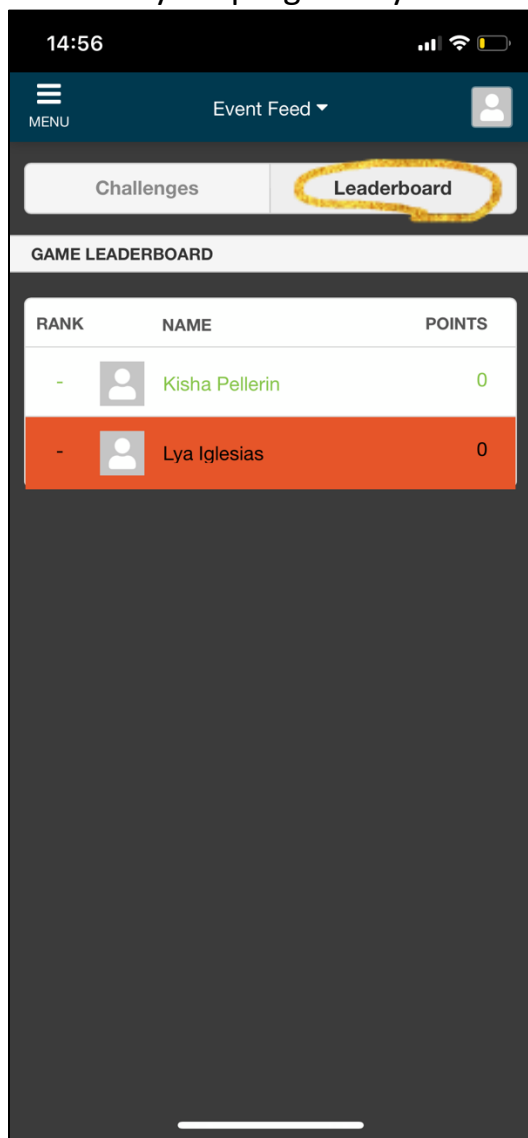 14:56
MENU
Event Feed
Challenges Leaderboard
GAME LEADERBOARD
RANK NAME POINTS
- Kisha Pellerin 0
- Lya Iglesias 0